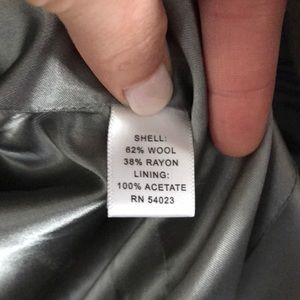 SHELL:
62% WOOL
38% RAYON
LINING:
100% ACETATE
RN 54023